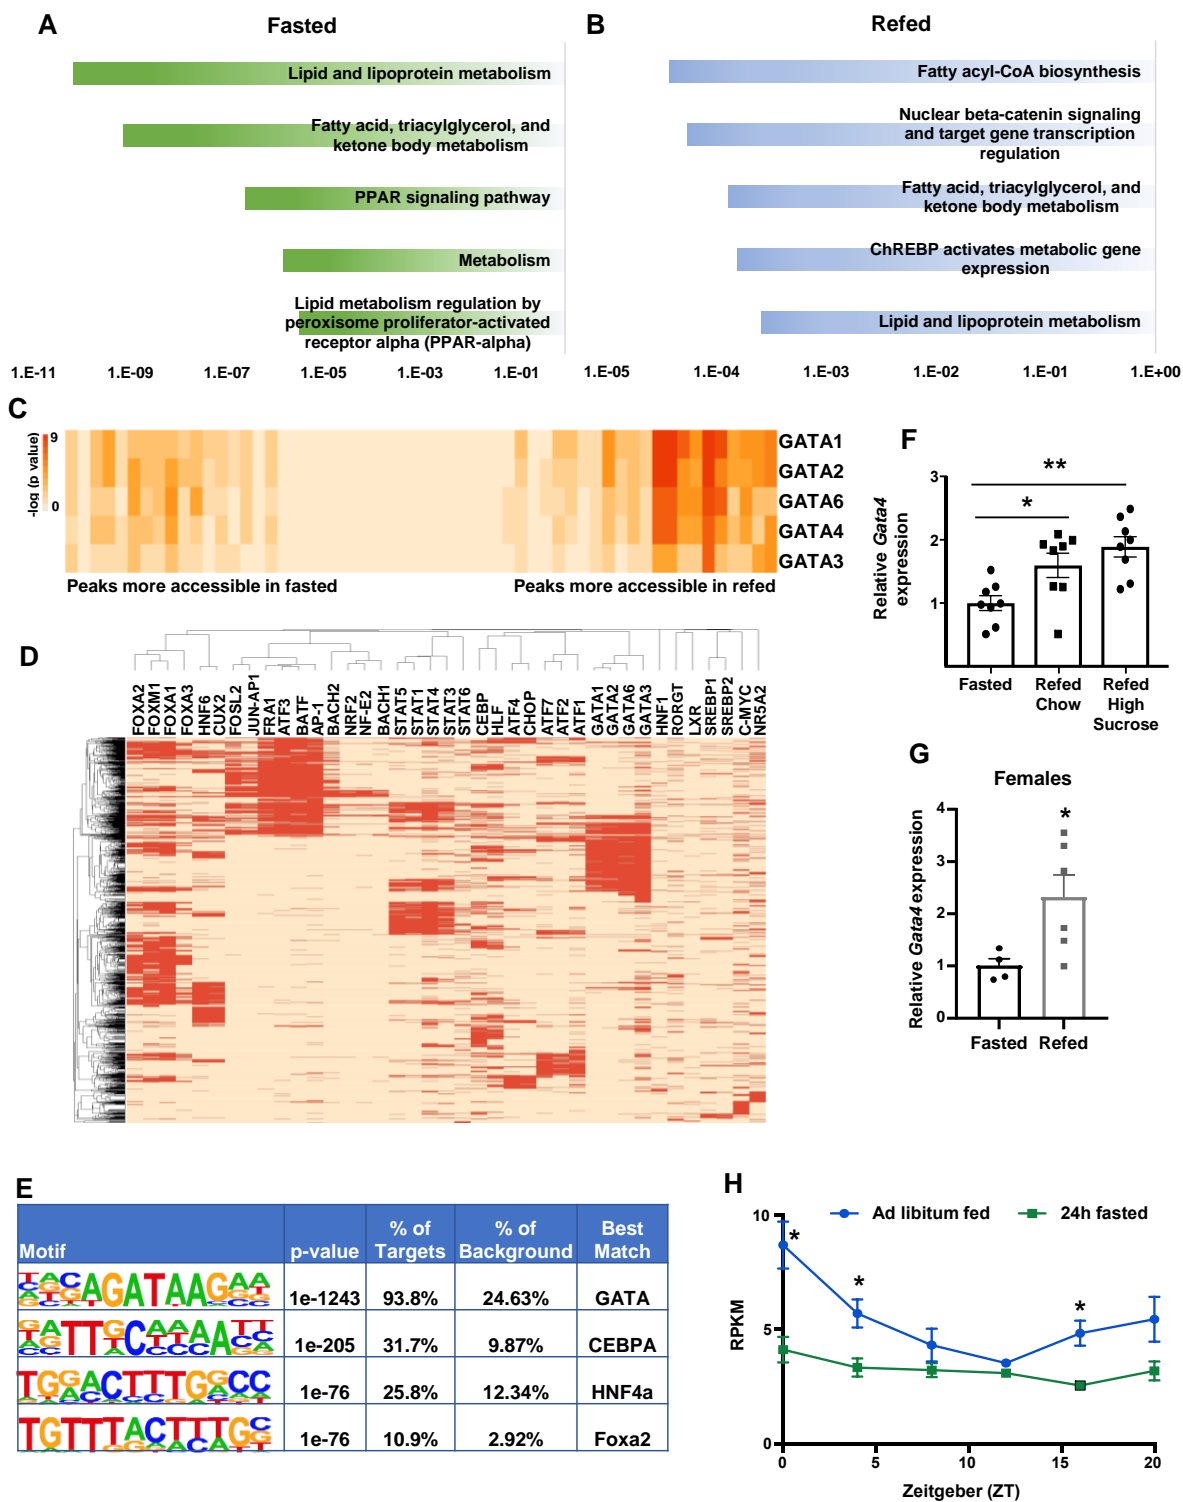 A
Fasted
Lipid and lipoprotein metabolism
Fatty acid, triacylglycerol, and
ketone body metabolism
PPAR signaling pathway
Metabolism
Lipid metabolism regulation by
peroxisome proliferator-activated
receptor alpha (PPAR-alpha)
1.E-11 1.E-09 1.E-07 1.E-05 1.E-03 1.E-01
B
Refed
Fatty acyl-CoA biosynthesis
Nuclear beta-catenin signaling
and target gene transcription
regulation
Fatty acid, triacylglycerol, and
ketone body metabolism
ChREBP activates metabolic gene
expression
Lipid and lipoprotein metabolism
1.E-05 1.E-04 1.E-03 1.E-02 1.E-01 1.E+00
C
-log (p value)
9
0
GATA1
GATA2
GATA6
GATA4
GATA3
Peaks more accessible in fasted
Peaks more accessible in refed
D
FOXA2
FOXM1
FOXA1
FOXA3
HNF6
CUX2
FOSL2
JUN-AP1
FRA1
ATF3
BATF
AP-1
BACH2
NRF2
NF-E2
BACH1
STAT5
STAT1
STAT4
STAT3
STAT6
CEBP
HLF
ATF4
CHOP
ATF7
ATF2
ATF1
GATA1
GATA2
GATA6
GATA3
HNF1
RORGT
LXR
SREBP1
SREBP2
C-MYC
NR5A2
E
Motif p-value % of Targets % of Background Best Match
AGATAAG 1e-1243 93.8% 24.63% GATA
1e-205 31.7% 9.87% CEBPA
1e-76 25.8% 12.34% HNF4a
1e-76 10.9% 2.92% Foxa2
F
Relative Gata4
expression
3
2
1
*
**
Fasted
Refed
Chow
Refed
High
Sucrose
G
Females
Relative Gata4 expression
4
3
2
1
0
*
Fasted Refed
H
Ad libitum fed
24h fasted
RPKM
10
5
0
*
*
*
0 5 10 15 20
Zeitgeber (ZT)